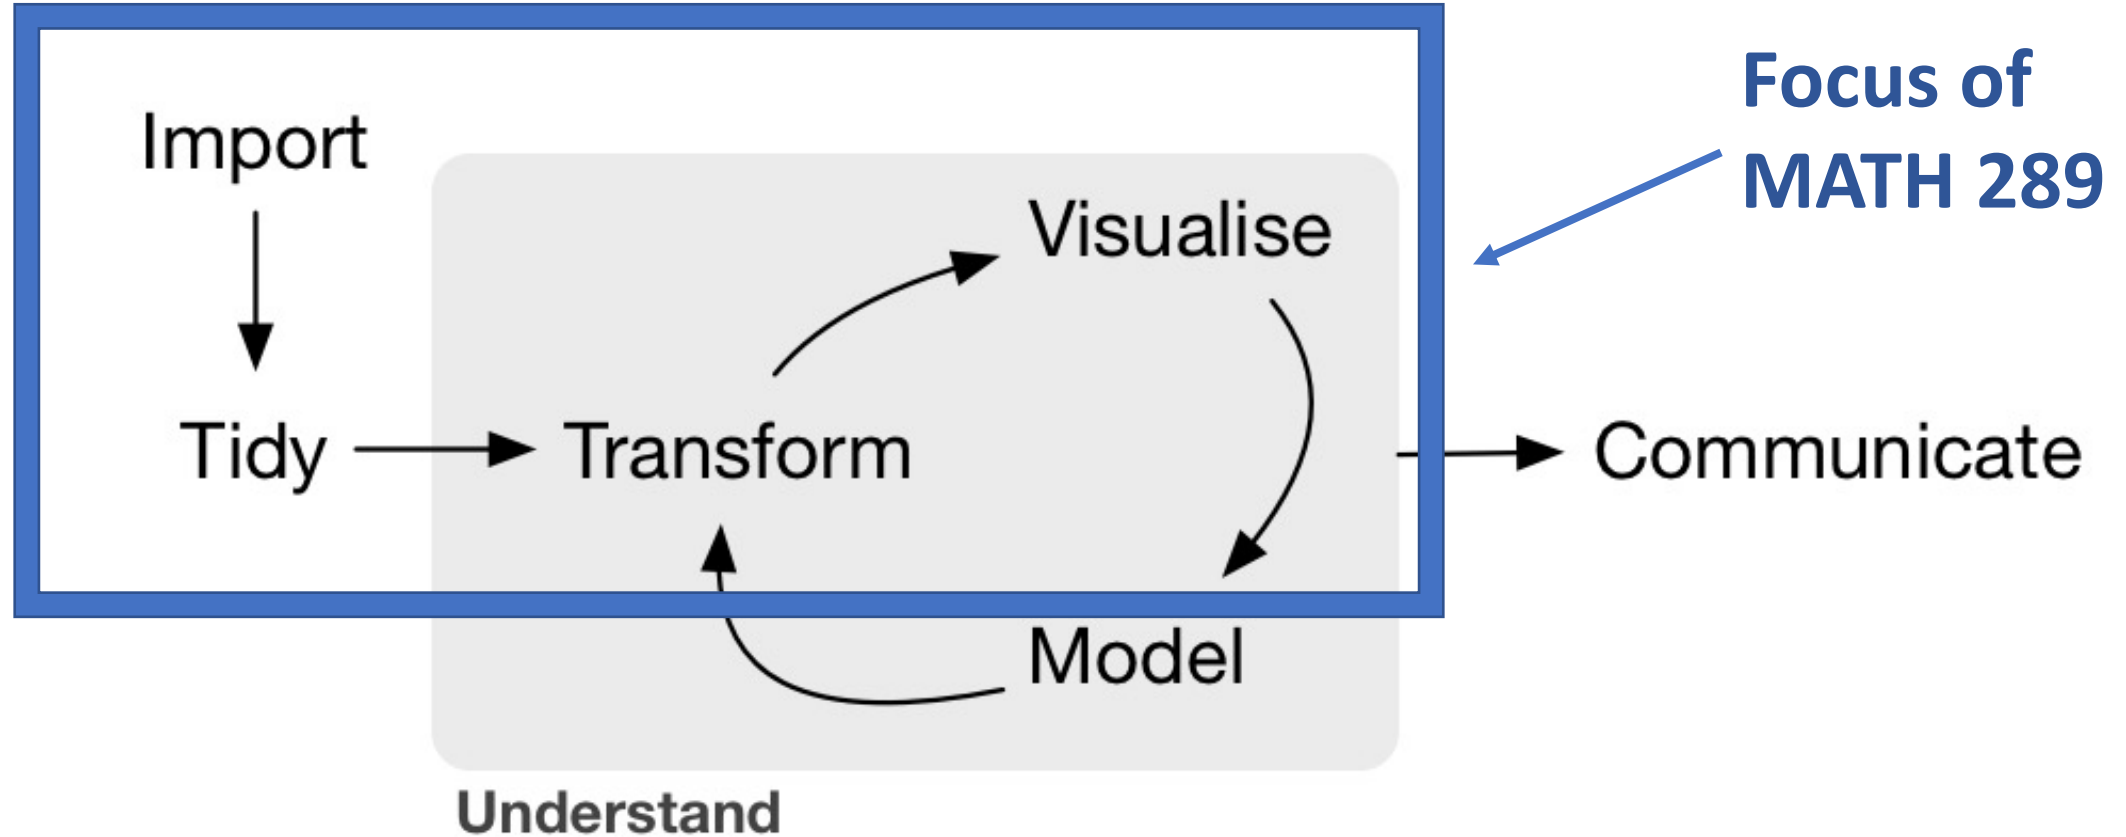 Import
Tidy
Transform
Visualise
Model
Understand
Communicate
Focus of
MATH 289